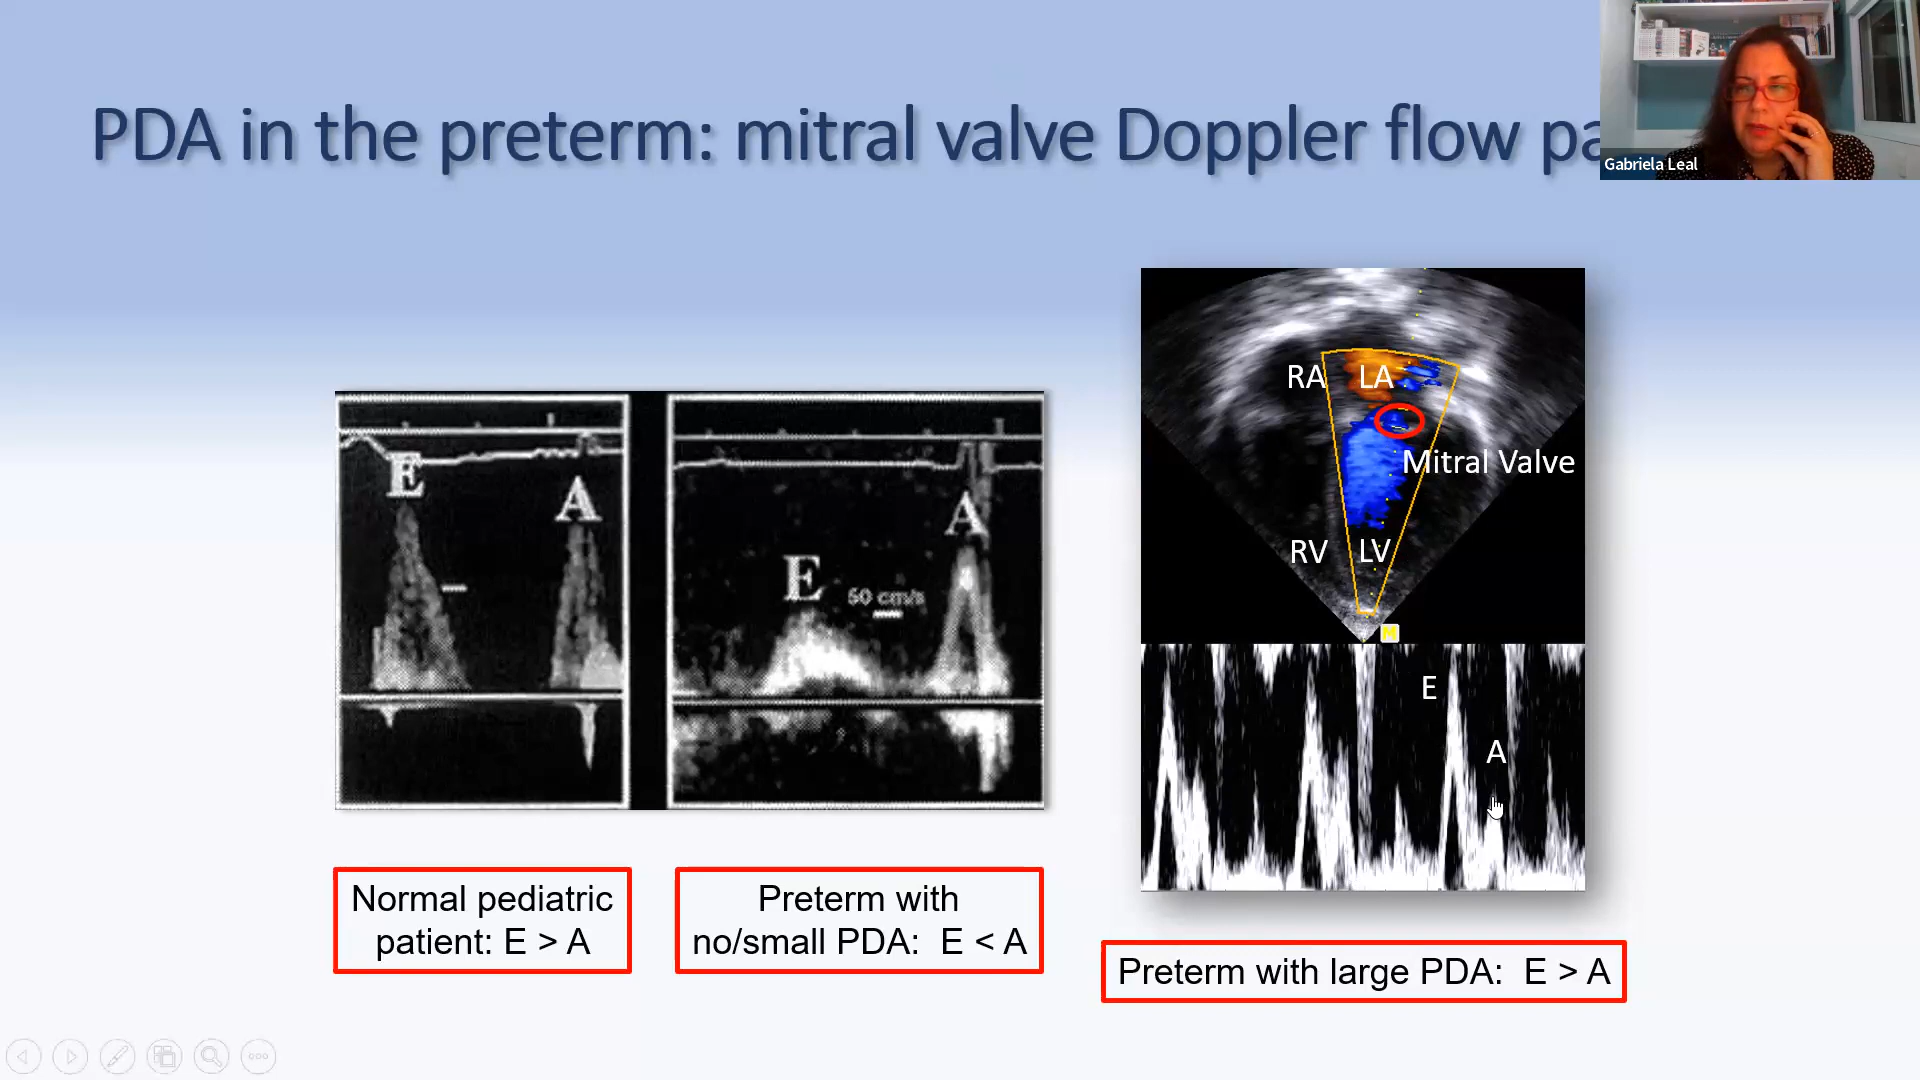 PDA in the preterm: mitral valve Doppler flow pa
Gabriela Leal
E
A
E
50 cm/s
A
RA
LA
Mitral Valve
RV
LV
M
E
A
Normal pediatric
patient: E > A
Preterm with
no/small PDA: E < A
Preterm with large PDA: E > A